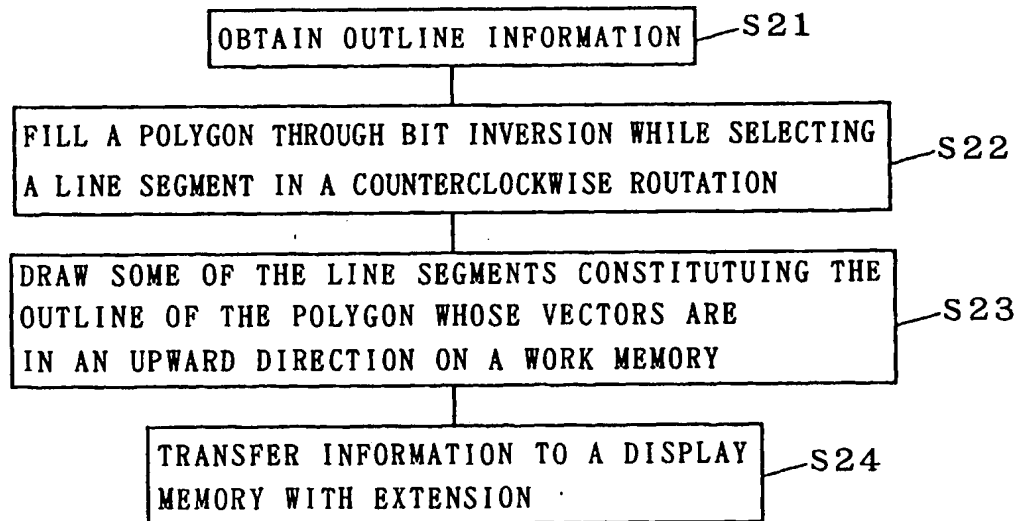 OBTAIN OUTLINE INFORMATION
S21
FILL A POLYGON THROUGH BIT INVERSION WHILE SELECTING
A LINE SEGMENT IN A COUNTERCLOCKWISE ROUTATION
S22
DRAW SOME OF THE LINE SEGMENTS CONSTITUTUING THE
OUTLINE OF THE POLYGON WHOSE VECTORS ARE
IN AN UPWARD DIRECTION ON A WORK MEMORY
S23
TRANSFER INFORMATION TO A DISPLAY
MEMORY WITH EXTENSION
S24